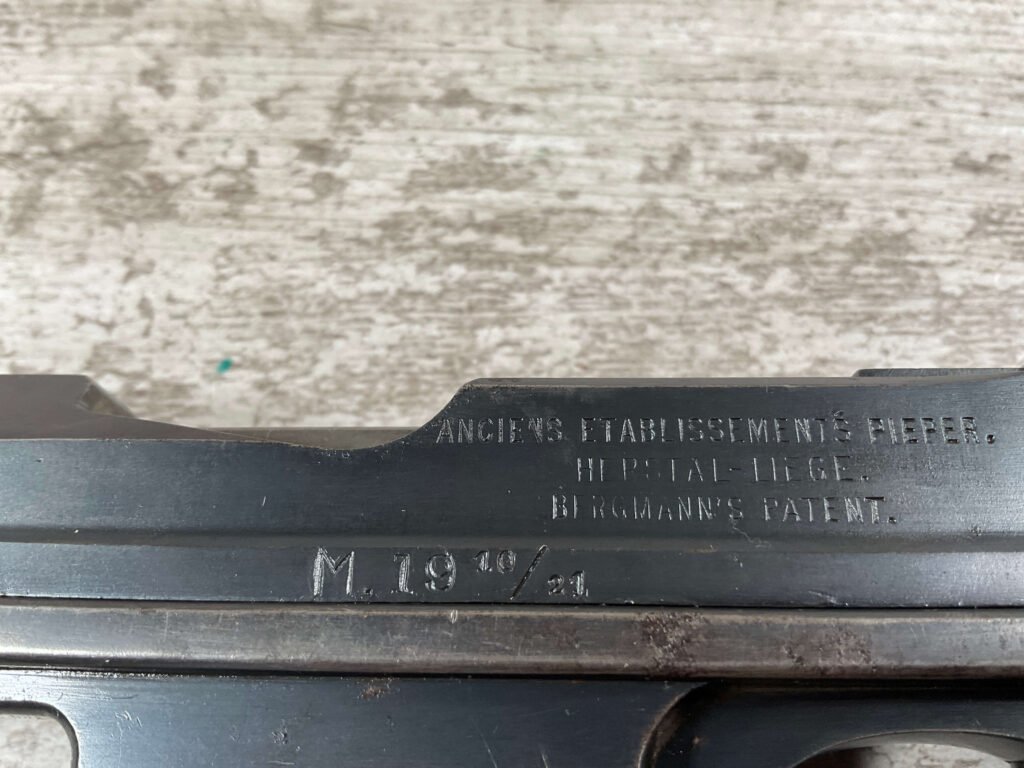 ANCIENS ETABLISSEMENTS PIEPER.
HERSTAL-LIEGE.
BERGMANN'S PATENT.
M. 19 10/21